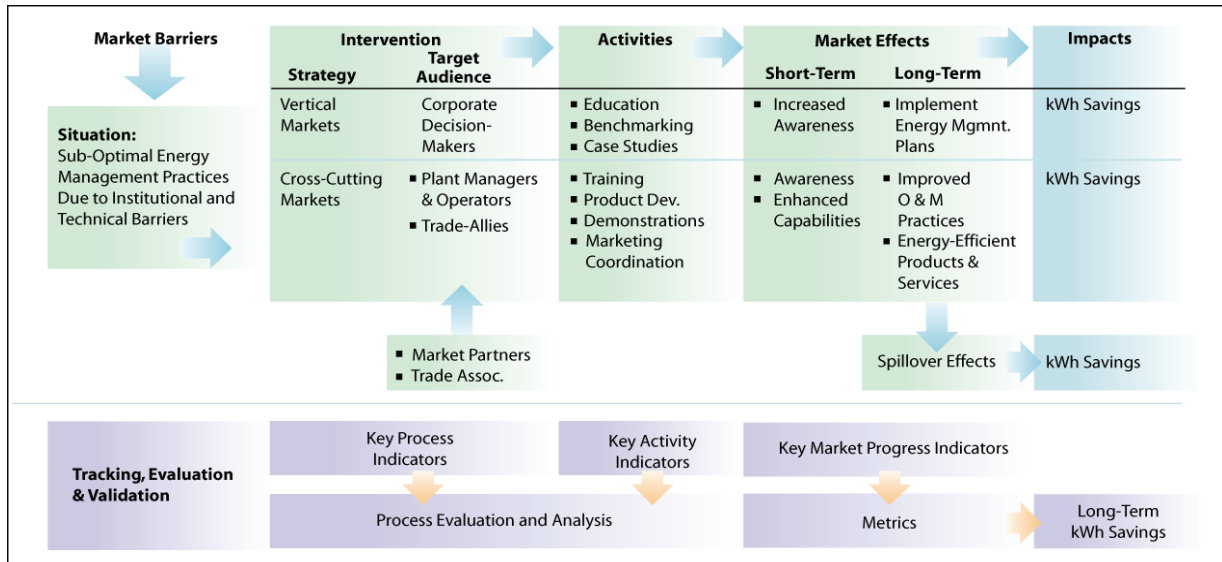 Market Barriers
Situation:
Sub-Optimal Energy
Management Practices
Due to Institutional and
Technical Barriers
Intervention
Strategy
Target
Audience
Activities
Market Effects
Short-Term
Long-Term
Impacts
Vertical
Markets
Corporate
Decision-
Makers
▪ Education
▪ Benchmarking
▪ Case Studies
▪ Increased
Awareness
▪ Implement
Energy Mgmnt.
Plans
kWh Savings
Cross-Cutting
Markets
▪ Plant Managers
& Operators
▪ Trade-Allies
▪ Training
▪ Product Dev.
▪ Demonstrations
▪ Marketing
Coordination
▪ Awareness
▪ Enhanced
Capabilities
▪ Improved
O & M
Practices
▪ Energy-Efficient
Products &
Services
kWh Savings
▪ Market Partners
▪ Trade Assoc.
Spillover Effects
kWh Savings
Tracking, Evaluation
& Validation
Key Process
Indicators
Key Activity
Indicators
Key Market Progress Indicators
Process Evaluation and Analysis
Metrics
Long-Term
kWh Savings